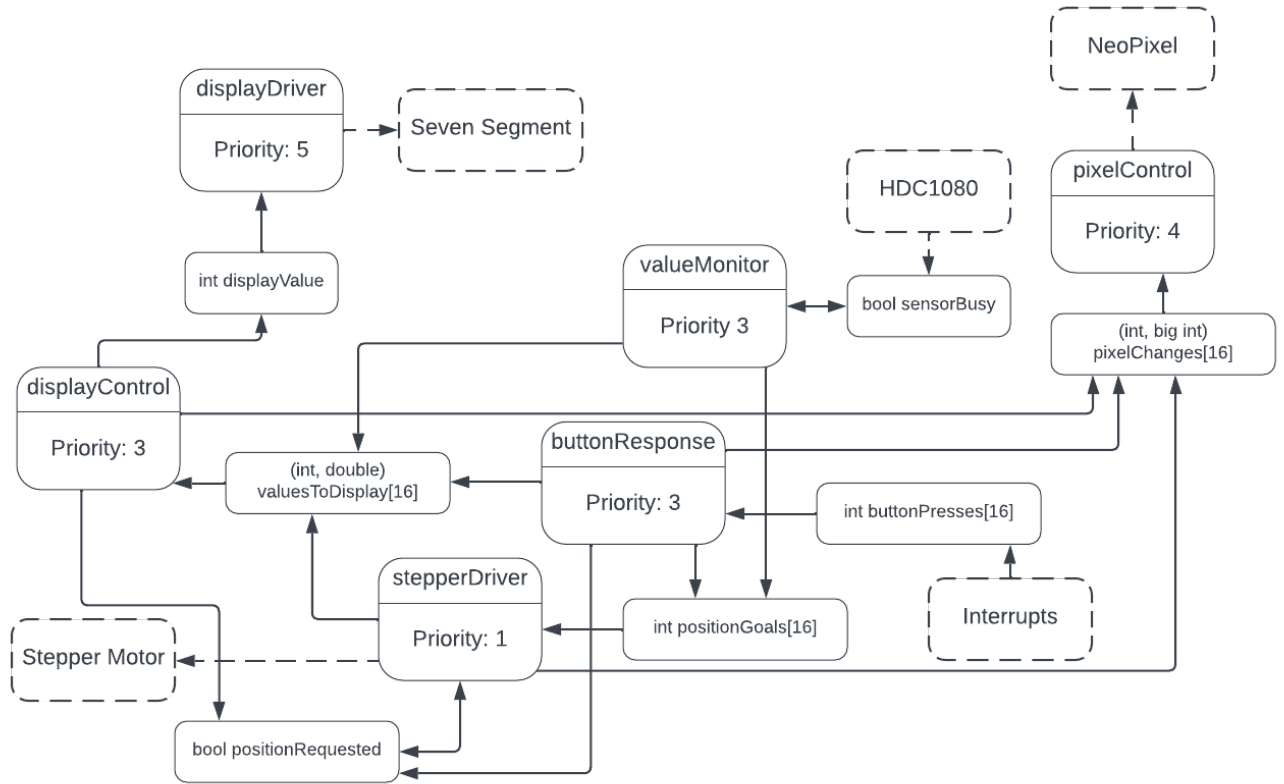 NeoPixel
displayDriver
Priority: 5
Seven Segment
pixelControl
Priority: 4
HDC1080
int displayValue
valueMonitor
Priority 3
bool sensorBusy
(int, big int)
pixelChanges[16]
displayControl
Priority: 3
(int, double)
valuesToDisplay[16]
buttonResponse
Priority: 3
int buttonPresses[16]
stepperDriver
Priority: 1
int positionGoals[16]
Interrupts
Stepper Motor
bool positionRequested